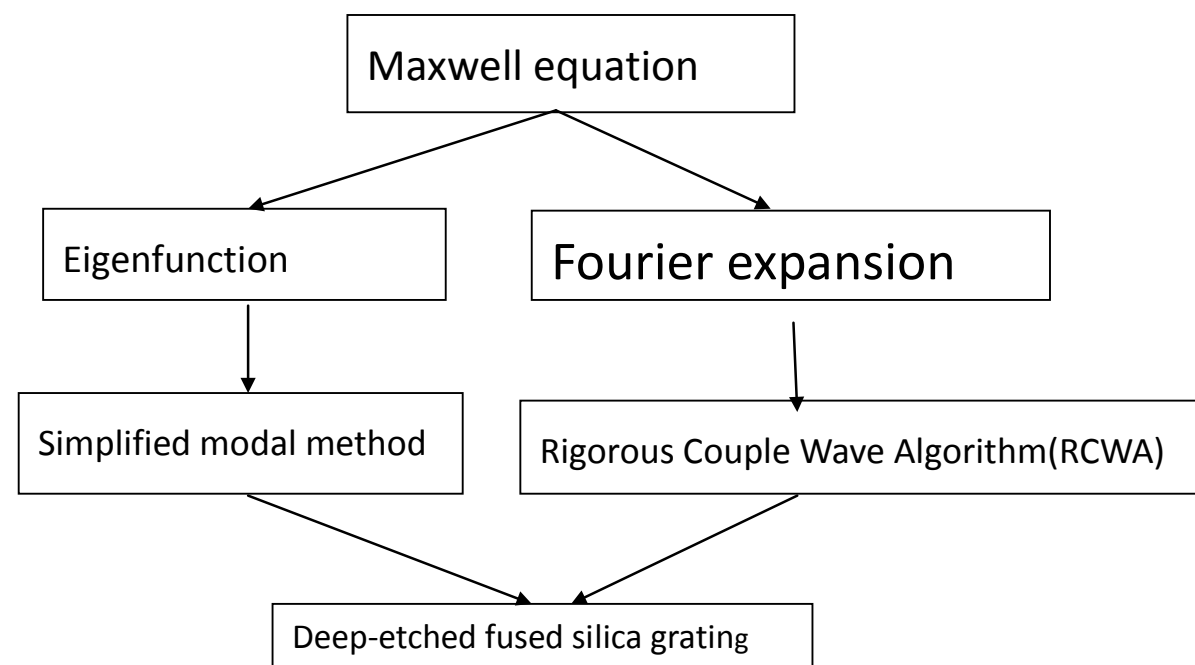 Maxwell equation
Eigenfunction
Fourier expansion
Simplified modal method
Rigorous Couple Wave Algorithm(RCWA)
Deep-etched fused silica grating